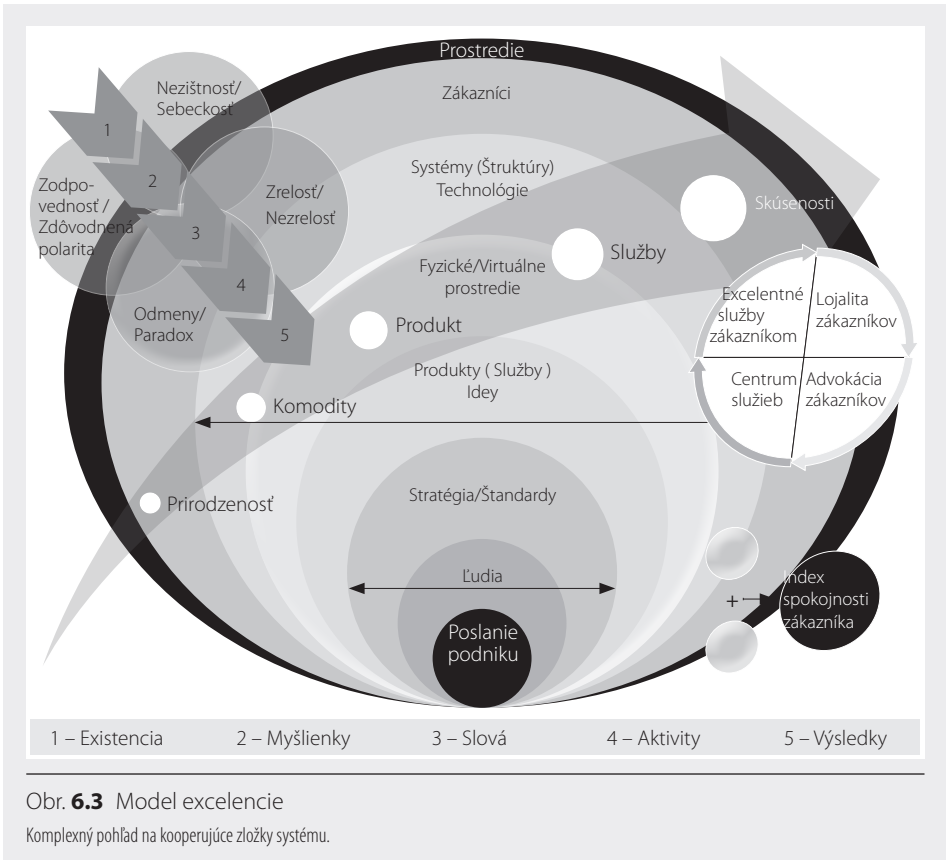 Prostredie
Zákazníci
Systémy (Štruktúry)
Technológie
Fyzické/Virtuálne
prostredie
Produkty ( Služby )
Idey
Stratégia/Štandardy
Ľudia
Poslanie
podniku
1
2
3
4
5
Nezištnosť/
Sebeckosť
Zodpo-
vednosť /
Zdôvodnená
polarita
Zrelosť/
Nezrelosť
Odmeny/
Paradox
Skúsenosti
Služby
Produkt
Komodity
Prirodzenosť
Excelentné
služby
zákazníkom
Lojalita
zákazníkov
Centrum
služieb
Advokácia
zákazníkov
+
Index
spokojnosti
zákazníka
1 – Existencia 2 – Myšlienky 3 – Slová 4 – Aktivity 5 – Výsledky
Obr. 6.3 Model excelencie
Komplexný pohľad na kooperujúce zložky systému.